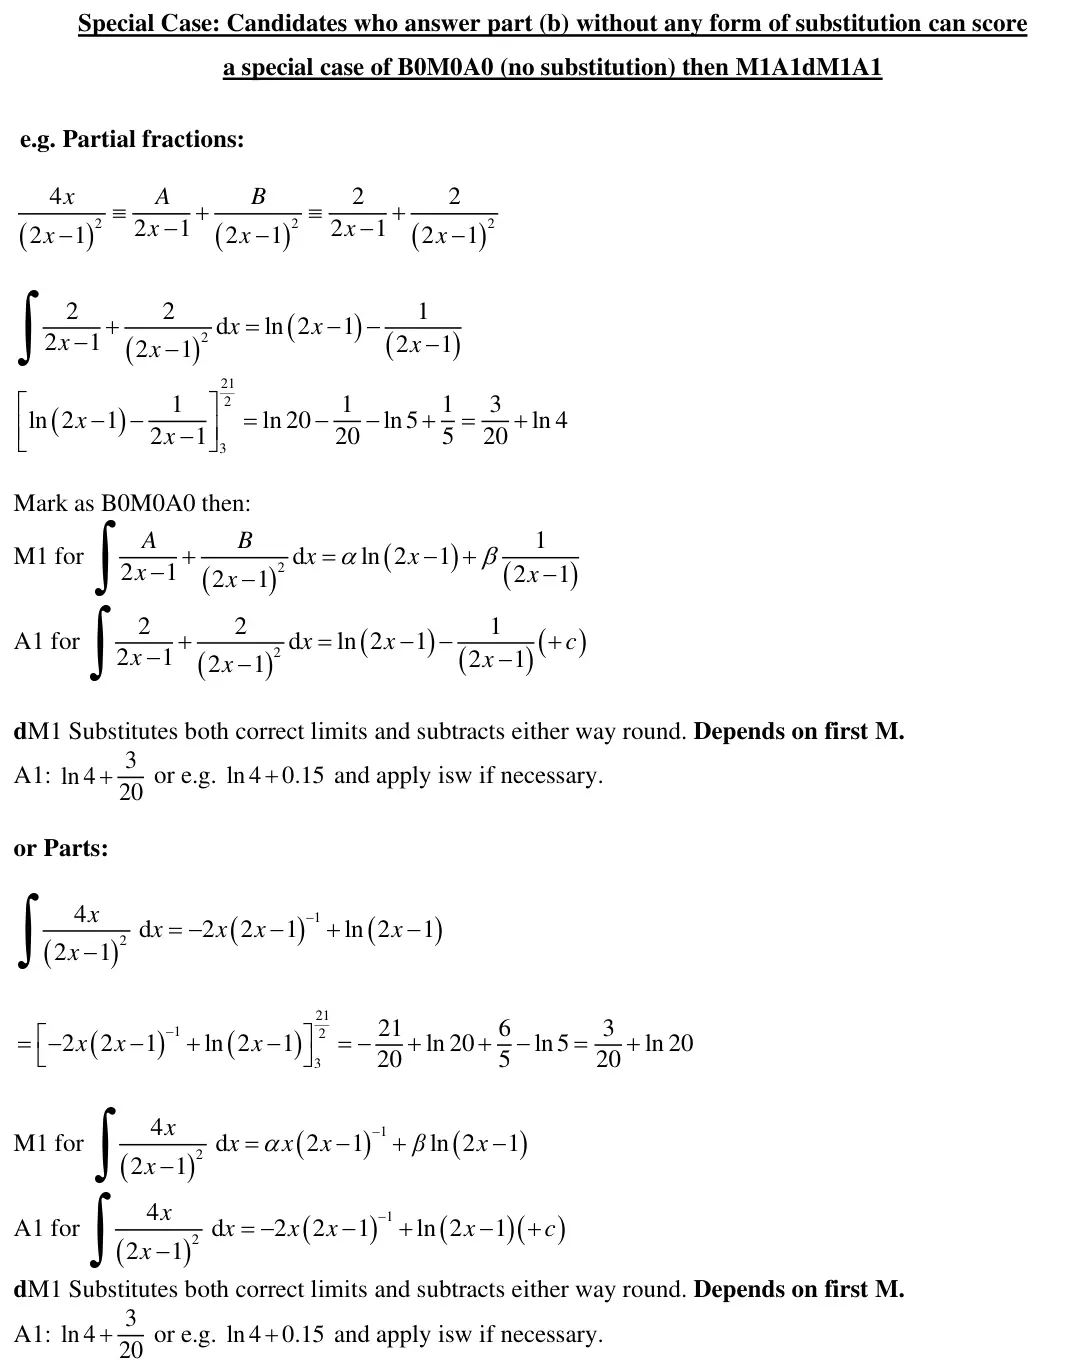 Special Case: Candidates who answer part (b) without any form of substitution can score
a special case of B0M0A0 (no substitution) then M1A1dM1A1
e.g. Partial fractions:
4x/(2x−1)² ≡ A/(2x−1) + B/(2x−1)² ≡ 2/(2x−1) + 2/(2x−1)²
∫ 2/(2x−1) + 2/(2x−1)² dx = ln(2x−1) − 1/(2x−1)
[ln(2x−1) − 1/(2x−1)]₃^(21/2) = ln 20 − 1/20 − ln 5 + 1/5 = 3/20 + ln 4
Mark as B0M0A0 then:
M1 for ∫ A/(2x−1) + B/(2x−1)² dx = α ln(2x−1) + β 1/(2x−1)
A1 for ∫ 2/(2x−1) + 2/(2x−1)² dx = ln(2x−1) − 1/(2x−1) (+c)
dM1 Substitutes both correct limits and subtracts either way round. Depends on first M.
A1: ln 4 + 3/20 or e.g. ln 4 + 0.15 and apply isw if necessary.
or Parts:
∫ 4x/(2x−1)² dx = −2x(2x−1)⁻¹ + ln(2x−1)
= [−2x(2x−1)⁻¹ + ln(2x−1)]₃^(21/2) = −21/20 + ln 20 + 6/5 − ln 5 = 3/20 + ln 20
M1 for ∫ 4x/(2x−1)² dx = αx(2x−1)⁻¹ + β ln(2x−1)
A1 for ∫ 4x/(2x−1)² dx = −2x(2x−1)⁻¹ + ln(2x−1)(+c)
dM1 Substitutes both correct limits and subtracts either way round. Depends on first M.
A1: ln 4 + 3/20 or e.g. ln 4 + 0.15 and apply isw if necessary.